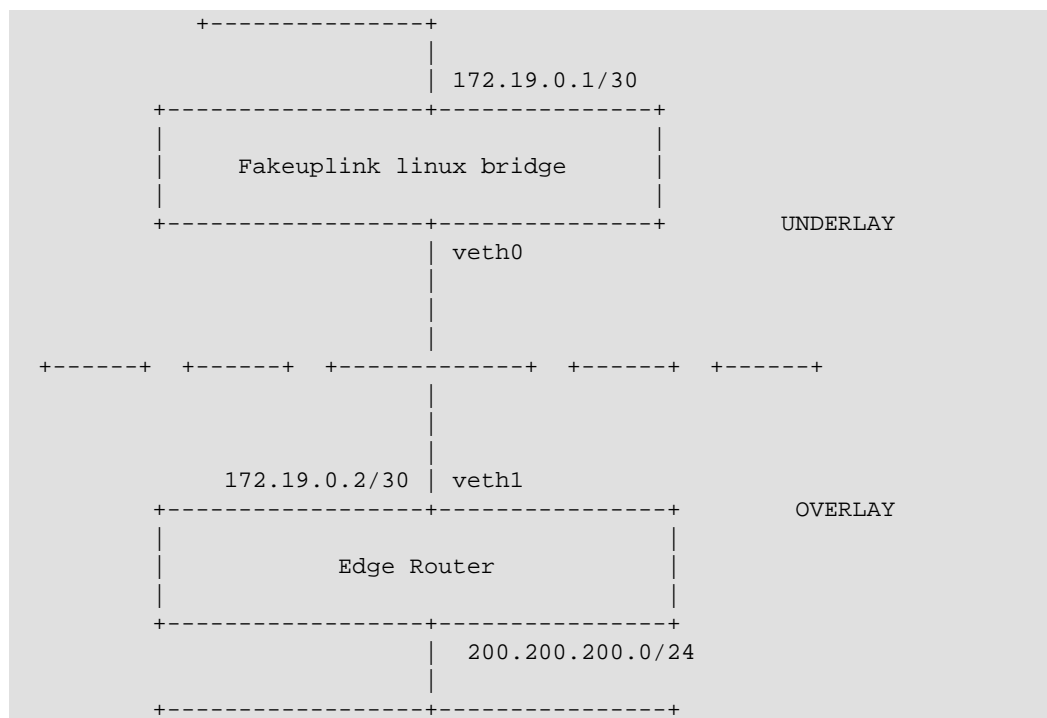 172.19.0.1/30
Fakeuplink linux bridge
UNDERLAY
veth0
172.19.0.2/30 veth1
OVERLAY
Edge Router
200.200.200.0/24